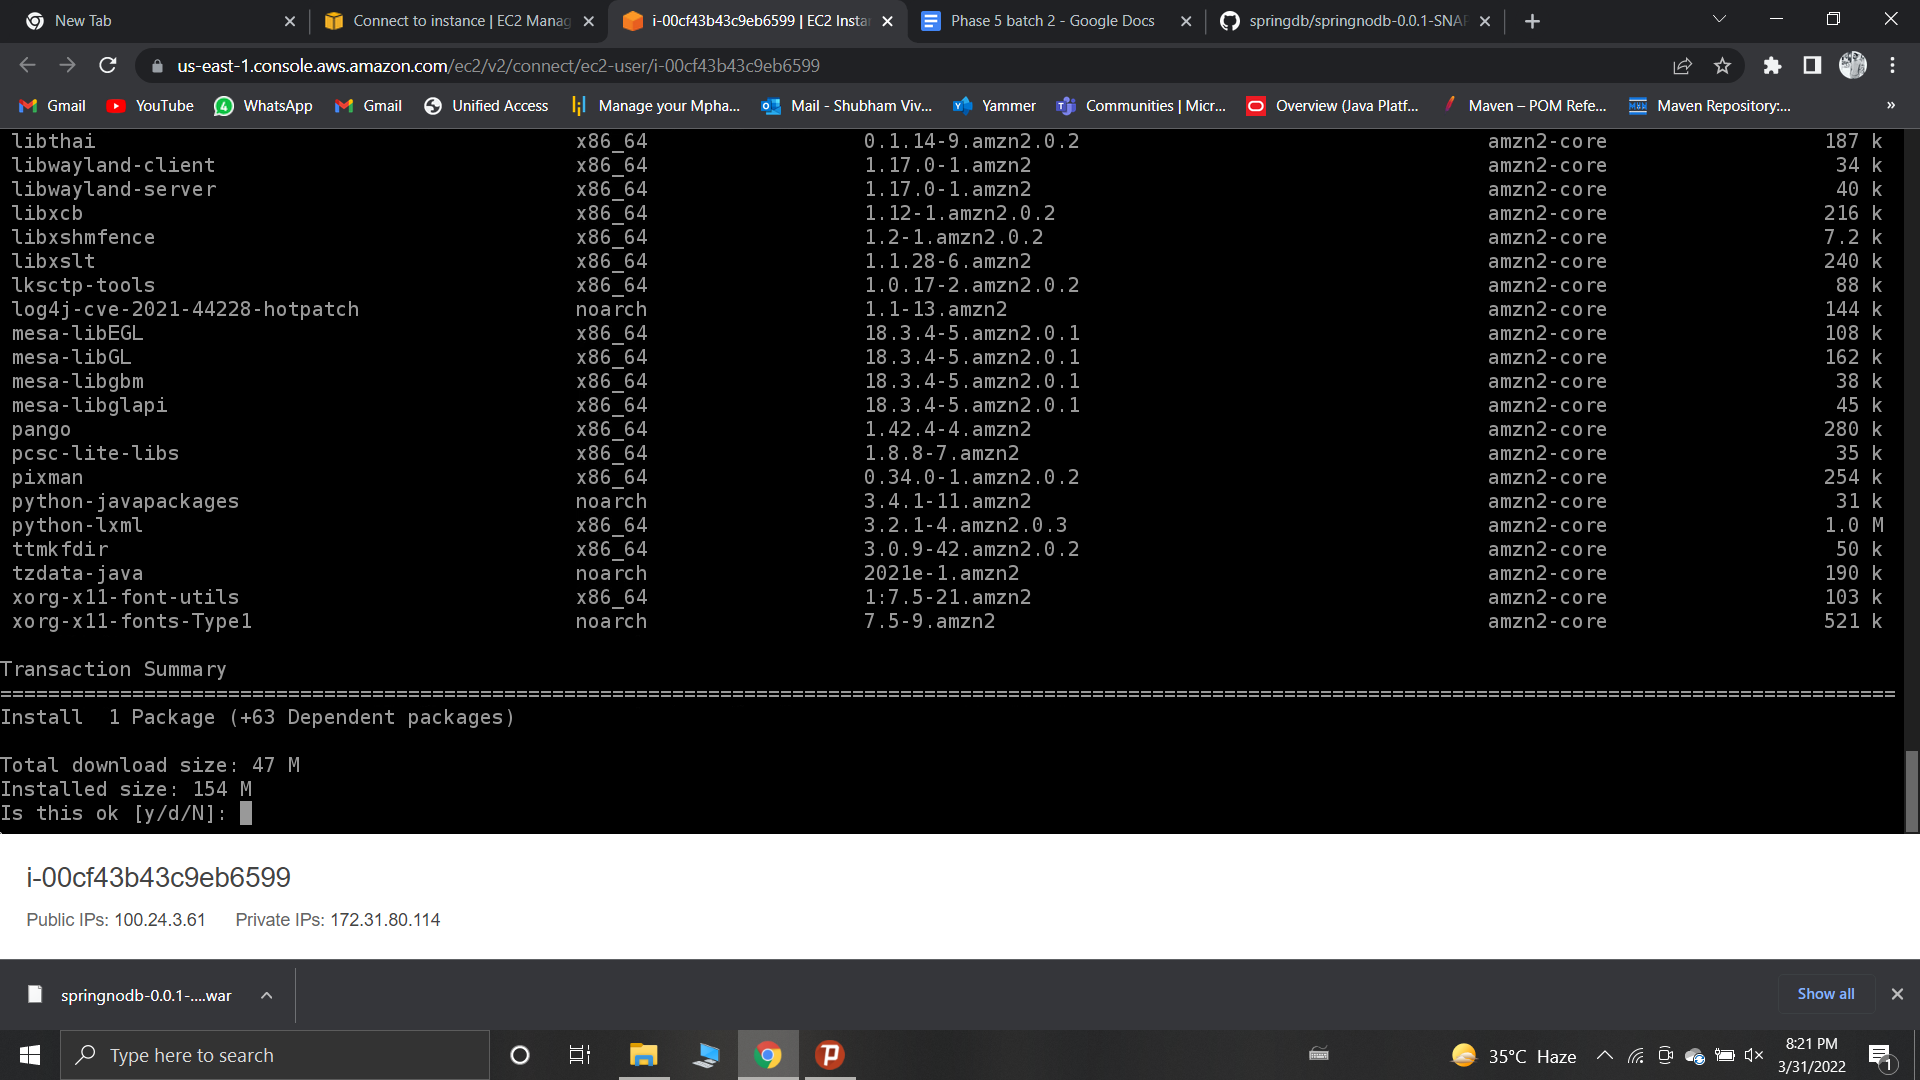 New Tab
Connect to instance | EC2 Manag
i-00cf43b43c9eb6599 | EC2 Insta
Phase 5 batch 2 - Google Docs
springdb/springnodb-0.0.1-SNAP
us-east-1.console.aws.amazon.com/ec2/v2/connect/ec2-user/i-00cf43b43c9eb6599
Gmail YouTube WhatsApp Gmail Unified Access Manage your Mpha... Mail - Shubham Viv... Yammer Communities | Micr... Overview (Java Platf... Maven – POM Refe... Maven Repository:... »
libthai x86_64 0.1.14-9.amzn2.0.2 amzn2-core 187 k
libwayland-client x86_64 1.17.0-1.amzn2 amzn2-core 34 k
libwayland-server x86_64 1.17.0-1.amzn2 amzn2-core 40 k
libxcb x86_64 1.12-1.amzn2.0.2 amzn2-core 216 k
libxshmfence x86_64 1.2-1.amzn2.0.2 amzn2-core 7.2 k
libxslt x86_64 1.1.28-6.amzn2 amzn2-core 240 k
lksctp-tools x86_64 1.0.17-2.amzn2.0.2 amzn2-core 88 k
log4j-cve-2021-44228-hotpatch noarch 1.1-13.amzn2 amzn2-core 144 k
mesa-libEGL x86_64 18.3.4-5.amzn2.0.1 amzn2-core 108 k
mesa-libGL x86_64 18.3.4-5.amzn2.0.1 amzn2-core 162 k
mesa-libgbm x86_64 18.3.4-5.amzn2.0.1 amzn2-core 38 k
mesa-libglapi x86_64 18.3.4-5.amzn2.0.1 amzn2-core 45 k
pango x86_64 1.42.4-4.amzn2 amzn2-core 280 k
pcsc-lite-libs x86_64 1.8.8-7.amzn2 amzn2-core 35 k
pixman x86_64 0.34.0-1.amzn2.0.2 amzn2-core 254 k
python-javapackages noarch 3.4.1-11.amzn2 amzn2-core 31 k
python-lxml x86_64 3.2.1-4.amzn2.0.3 amzn2-core 1.0 M
ttmkfdir x86_64 3.0.9-42.amzn2.0.2 amzn2-core 50 k
tzdata-java noarch 2021e-1.amzn2 amzn2-core 190 k
xorg-x11-font-utils x86_64 1:7.5-21.amzn2 amzn2-core 103 k
xorg-x11-fonts-Type1 noarch 7.5-9.amzn2 amzn2-core 521 k
Transaction Summary
================================================================================
Install 1 Package (+63 Dependent packages)
Total download size: 47 M
Installed size: 154 M
Is this ok [y/d/N]:
i-00cf43b43c9eb6599
Public IPs: 100.24.3.61 Private IPs: 172.31.80.114
springnodb-0.0.1-....war
Show all
Type here to search
35°C Haze
8:21 PM
3/31/2022
1